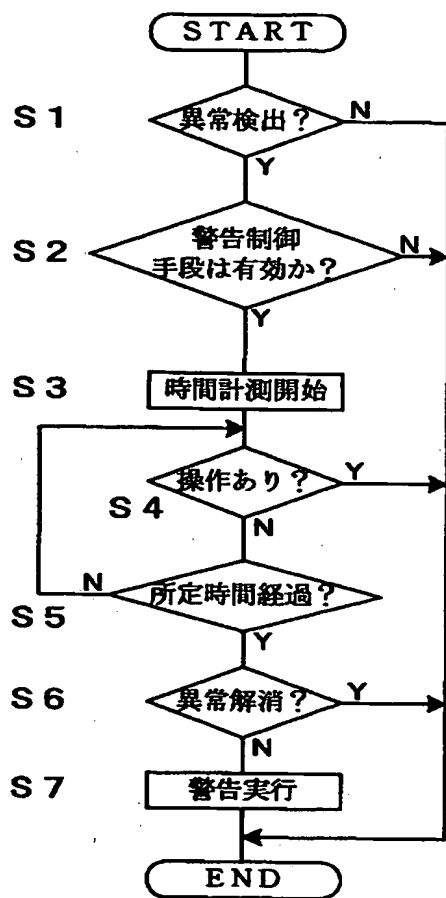 START
S1
異常検出?
N
Y
S2
警告制御
手段は有効か?
N
Y
S3
時間計測開始
操作あり?
Y
S4
N
N
所定時間経過?
S5
Y
S6
異常解消?
Y
N
S7
警告実行
END